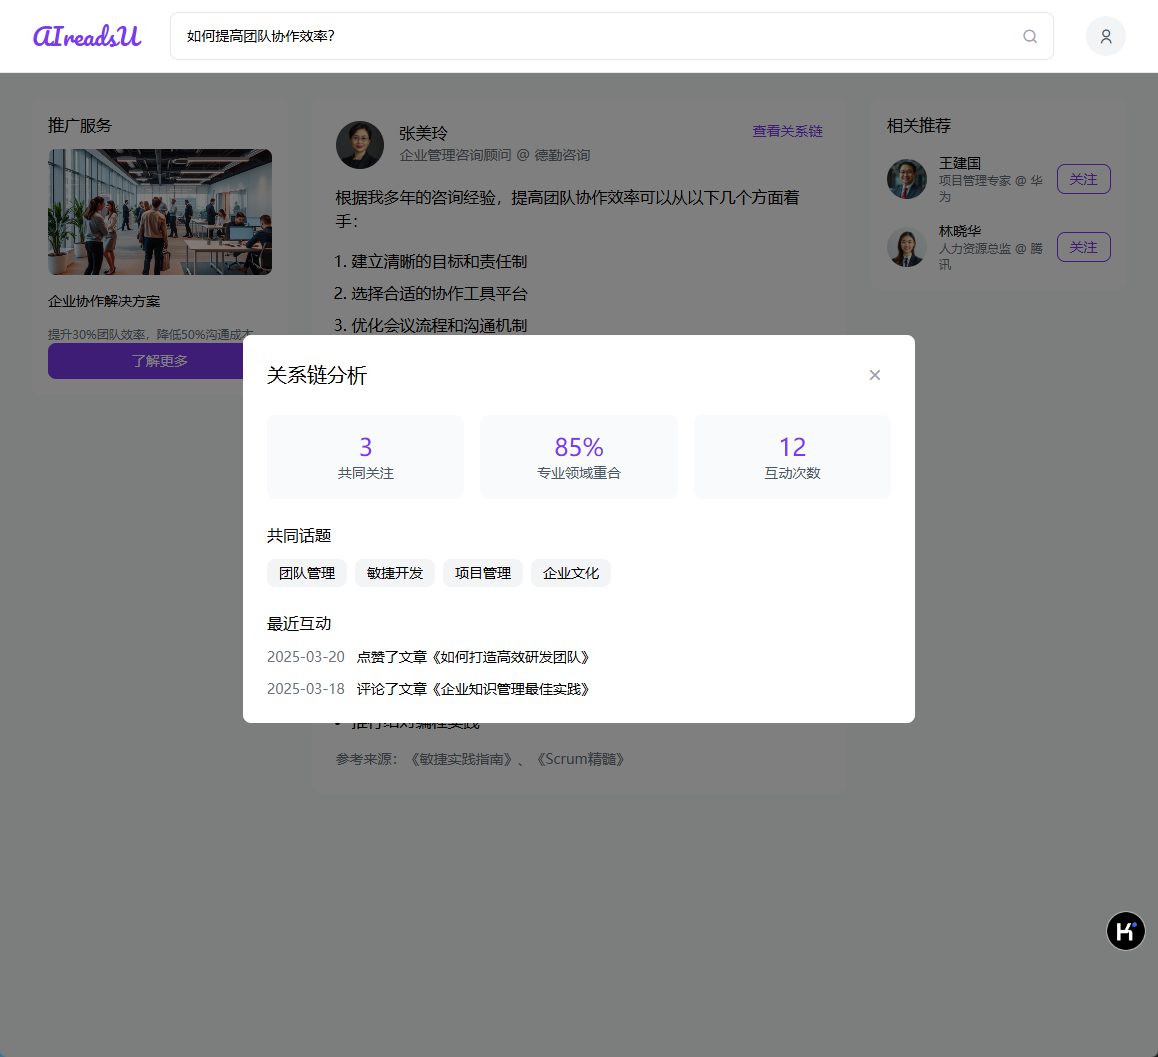 AIreadsU
如何提高团队协作效率?
推广服务
企业协作解决方案
提升30%团队效率，降低50%沟通成本
了解更多
张美玲
企业管理咨询顾问 @ 德勤咨询
查看关系链
根据我多年的咨询经验，提高团队协作效率可以从以下几个方面着
手：
1. 建立清晰的目标和责任制
2. 选择合适的协作工具平台
3. 优化会议流程和沟通机制
相关推荐
王建国
项目管理专家 @ 华
为
关注
林晓华
人力资源总监 @ 腾
讯
关注
关系链分析
3
共同关注
85%
专业领域重合
12
互动次数
共同话题
团队管理
敏捷开发
项目管理
企业文化
最近互动
2025-03-20 点赞了文章《如何打造高效研发团队》
2025-03-18 评论了文章《企业知识管理最佳实践》
• 推行结对编程实践
参考来源：《敏捷实践指南》、《Scrum精髓》
K